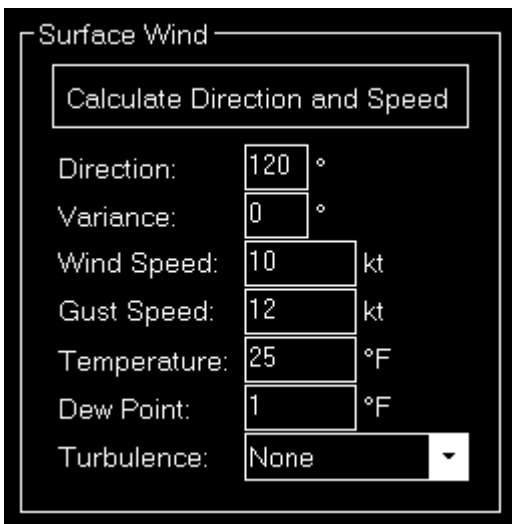 Surface Wind
Calculate Direction and Speed
Direction: 120 °
Variance: 0 °
Wind Speed: 10 kt
Gust Speed: 12 kt
Temperature: 25 °F
Dew Point: 1 °F
Turbulence: None